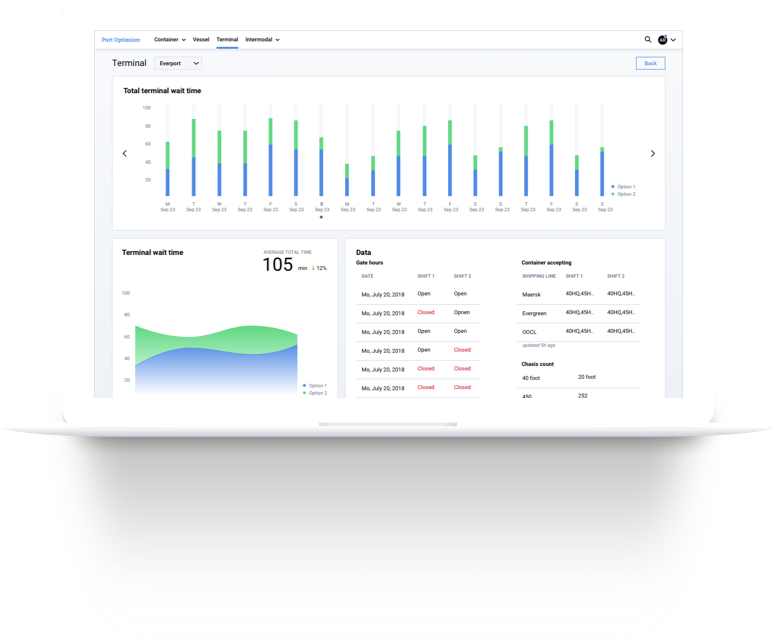 Port Optimizer Container Vessel Terminal Intermodal
Terminal Everport Back
Total terminal wait time
100
80
60
40
20
M T W T F S S M T W T F S S T F S S
Sep 23 Sep 23 Sep 23 Sep 23 Sep 23 Sep 23 Sep 23 Sep 23 Sep 23 Sep 23 Sep 23 Sep 23 Sep 23 Sep 23 Sep 23 Sep 23 Sep 23 Sep 23
Option 1
Option 2
Terminal wait time
AVERAGE TOTAL TIME
105 min 12%
100
80
60
40
20
Option 1
Option 2
Data
Gate hours
DATE SHIFT 1 SHIFT 2
Mo, July 20, 2018 Open Open
Mo, July 20, 2018 Closed Opnen
Mo, July 20, 2018 Open Open
Mo, July 20, 2018 Open Closed
Mo, July 20, 2018 Closed Closed
Mo, July 20, 2018 Closed Closed
Container accepting
SHIPPING LINE SHIFT 1 SHIFT 2
Maersk 40HQ,45H.. 40HQ,45H..
Evergreen 40HQ,45H.. 40HQ,45H..
OOCL 40HQ,45H.. 40HQ,45H..
updated 5h ago
Chasis count
40 foot 20 foot
450 252